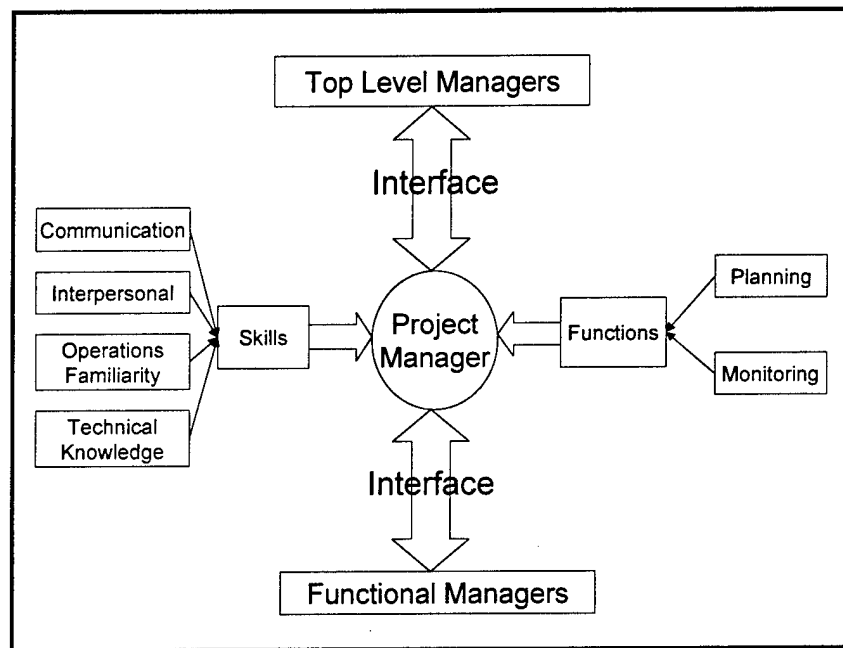 Top Level Managers
Interface
Communication
Interpersonal
Operations
Familiarity
Technical
Knowledge
Skills
Project
Manager
Functions
Planning
Monitoring
Interface
Functional Managers